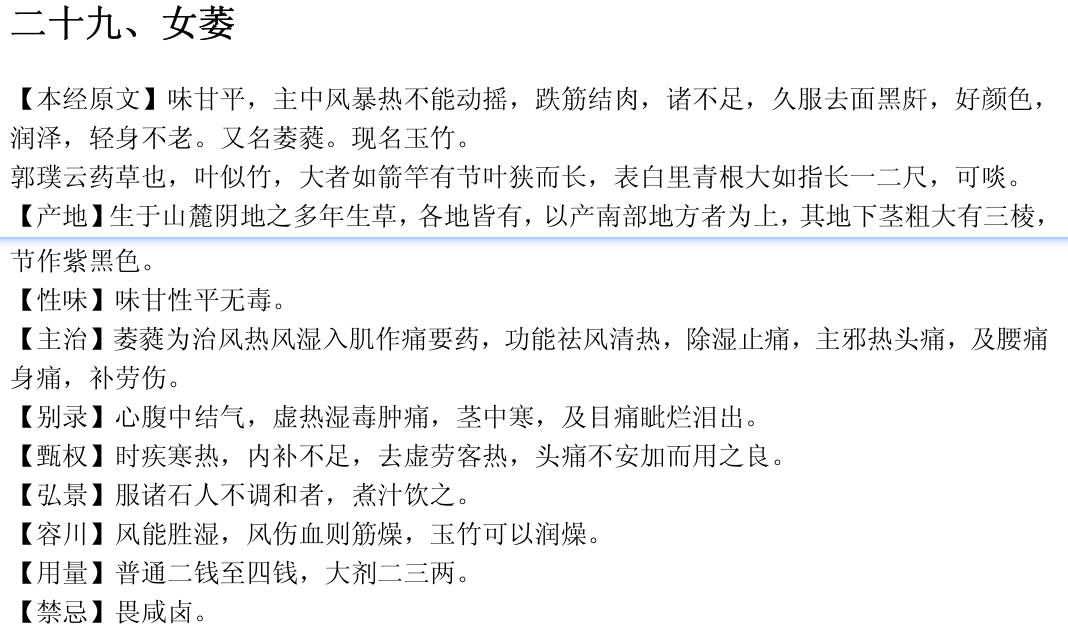 二十九、女萎
【本经原文】味甘平，主中风暴热不能动摇，跌筋结肉，诸不足，久服去面黑皯，好颜色，
润泽，轻身不老。又名萎蕤。现名玉竹。
郭璞云药草也，叶似竹，大者如箭竿有节叶狭而长，表白里青根大如指长一二尺，可啖。
【产地】生于山麓阴地之多年生草，各地皆有，以产南部地方者为上，其地下茎粗大有三棱，
节作紫黑色。
【性味】味甘性平无毒。
【主治】萎蕤为治风热风湿入肌作痛要药，功能祛风清热，除湿止痛，主邪热头痛，及腰痛
身痛，补劳伤。
【别录】心腹中结气，虚热湿毒肿痛，茎中寒，及目痛眦烂泪出。
【甄权】时疾寒热，内补不足，去虚劳客热，头痛不安加而用之良。
【弘景】服诸石人不调和者，煮汁饮之。
【容川】风能胜湿，风伤血则筋燥，玉竹可以润燥。
【用量】普通二钱至四钱，大剂二三两。
【禁忌】畏咸卤。